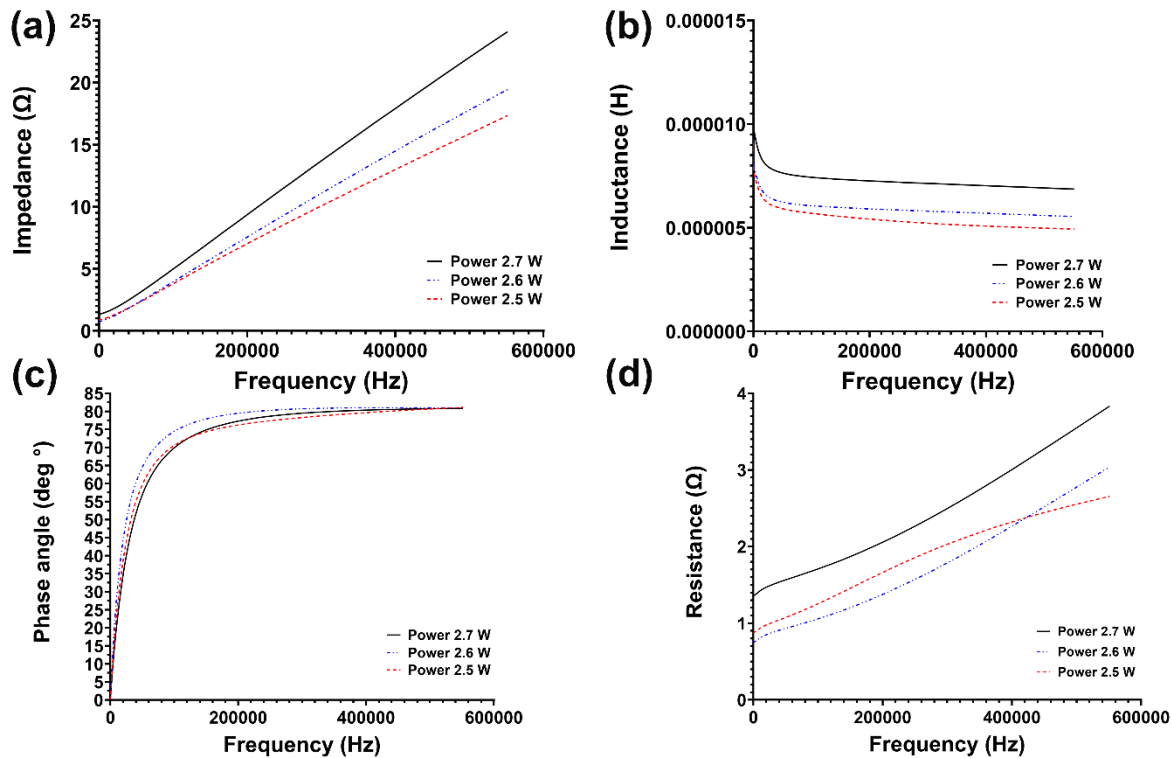 (a)
Impedance (Ω)
25
20
15
10
5
0
Power 2.7 W
Power 2.6 W
Power 2.5 W
0 200000 400000 600000
Frequency (Hz)
(b)
Inductance (H)
0.000015
0.000010
0.000005
0.000000
Power 2.7 W
Power 2.6 W
Power 2.5 W
0 200000 400000 600000
Frequency (Hz)
(c)
Phase angle (deg °)
85
80
75
70
65
60
55
50
45
40
35
30
25
20
15
10
5
0
Power 2.7 W
Power 2.6 W
Power 2.5 W
0 200000 400000 600000
Frequency (Hz)
(d)
Resistance (Ω)
4
3
2
1
0
Power 2.7 W
Power 2.6 W
Power 2.5 W
0 200000 400000 600000
Frequency (Hz)